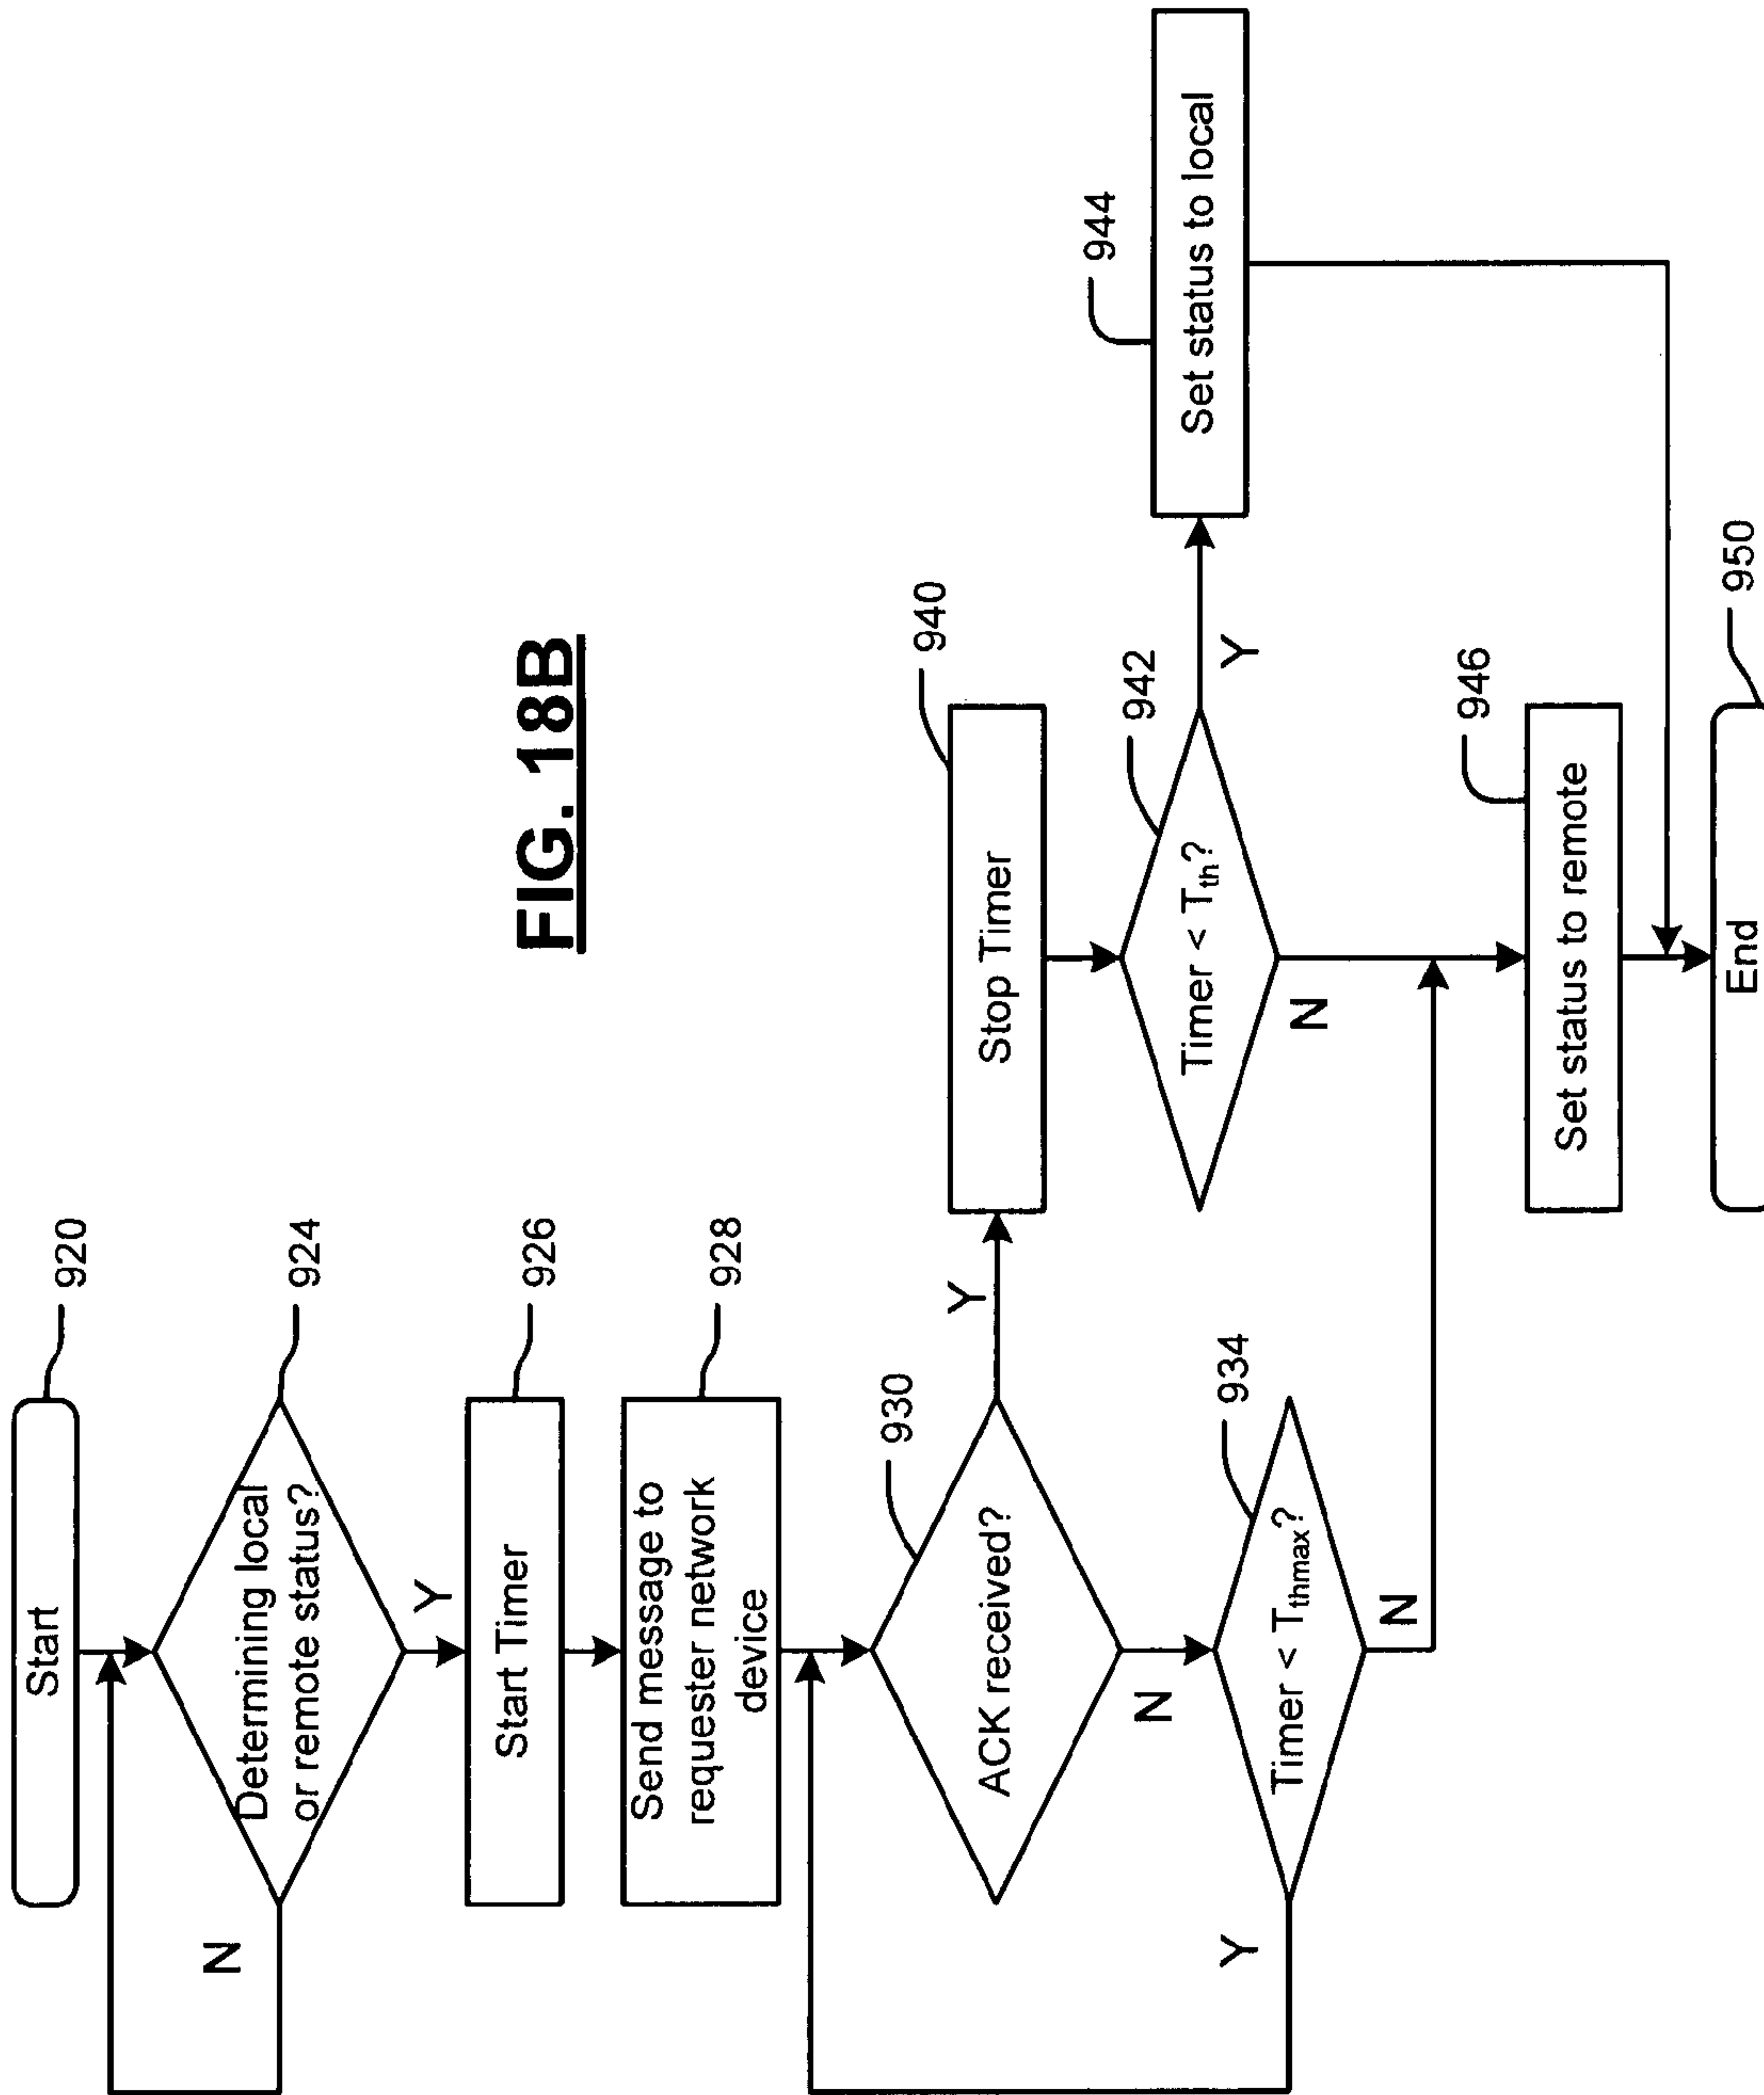 Start
920
Determining local
or remote status?
924
N
Y
Start Timer
926
Send message to
requester network
device
928
ACK received?
930
Y
N
Timer < Tthmax?
934
Y
N
Stop Timer
940
Timer < Tth?
942
Y
N
Set status to local
944
Set status to remote
946
End
950
FIG. 18B